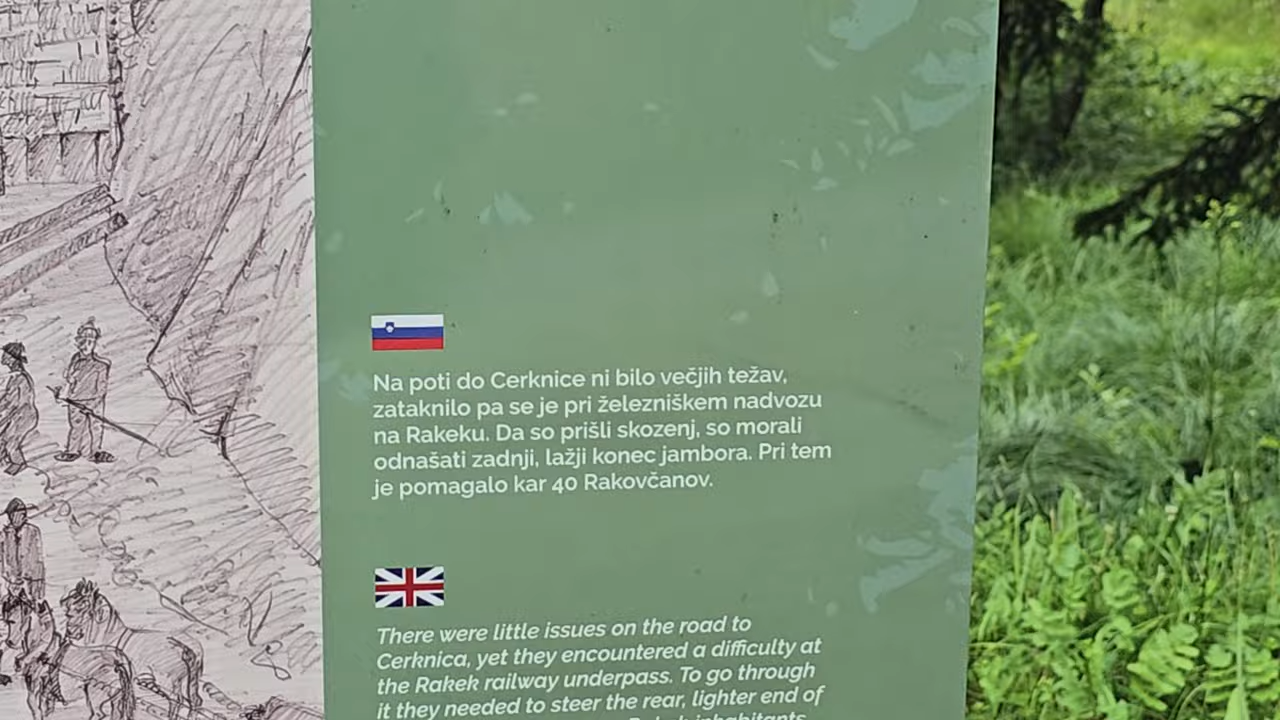 Na poti do Cerknice ni bilo večjih težav,
zataknilo pa se je pri železniškem nadvozu
na Rakeku. Da so prišli skozenj, so morali
odnašati zadnji, lažji konec jambora. Pri tem
je pomagalo kar 40 Rakovčanov.
There were little issues on the road to
Cerknica, yet they encountered a difficulty at
the Rakek railway underpass. To go through
it they needed to steer the rear, lighter end of
inhabitants